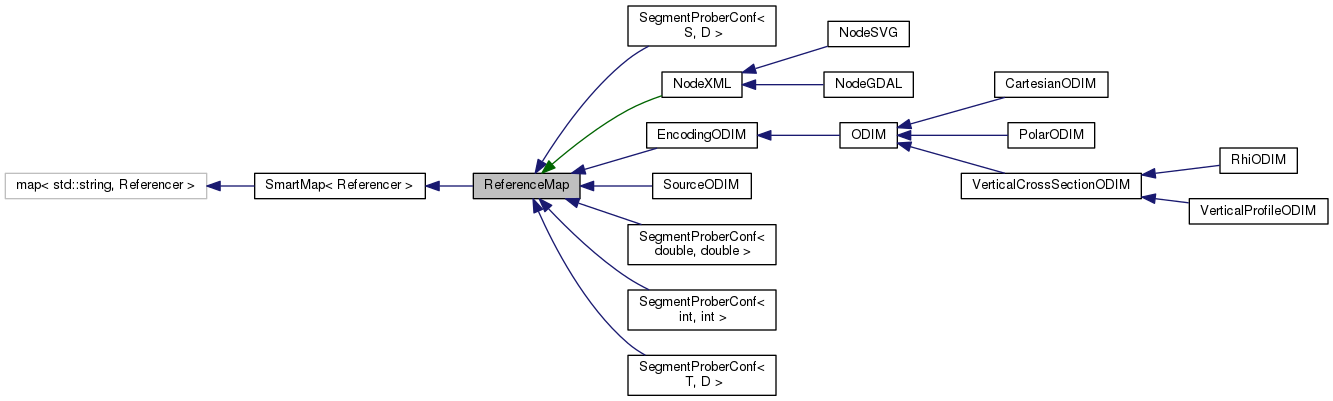 map< std::string, Referencer >
SmartMap< Referencer >
ReferenceMap
SegmentProberConf<
S, D >
NodeXML
EncodingODIM
SourceODIM
SegmentProberConf<
double, double >
SegmentProberConf<
int, int >
SegmentProberConf<
T, D >
NodeSVG
NodeGDAL
ODIM
CartesianODIM
PolarODIM
VerticalCrossSectionODIM
RhiODIM
VerticalProfileODIM